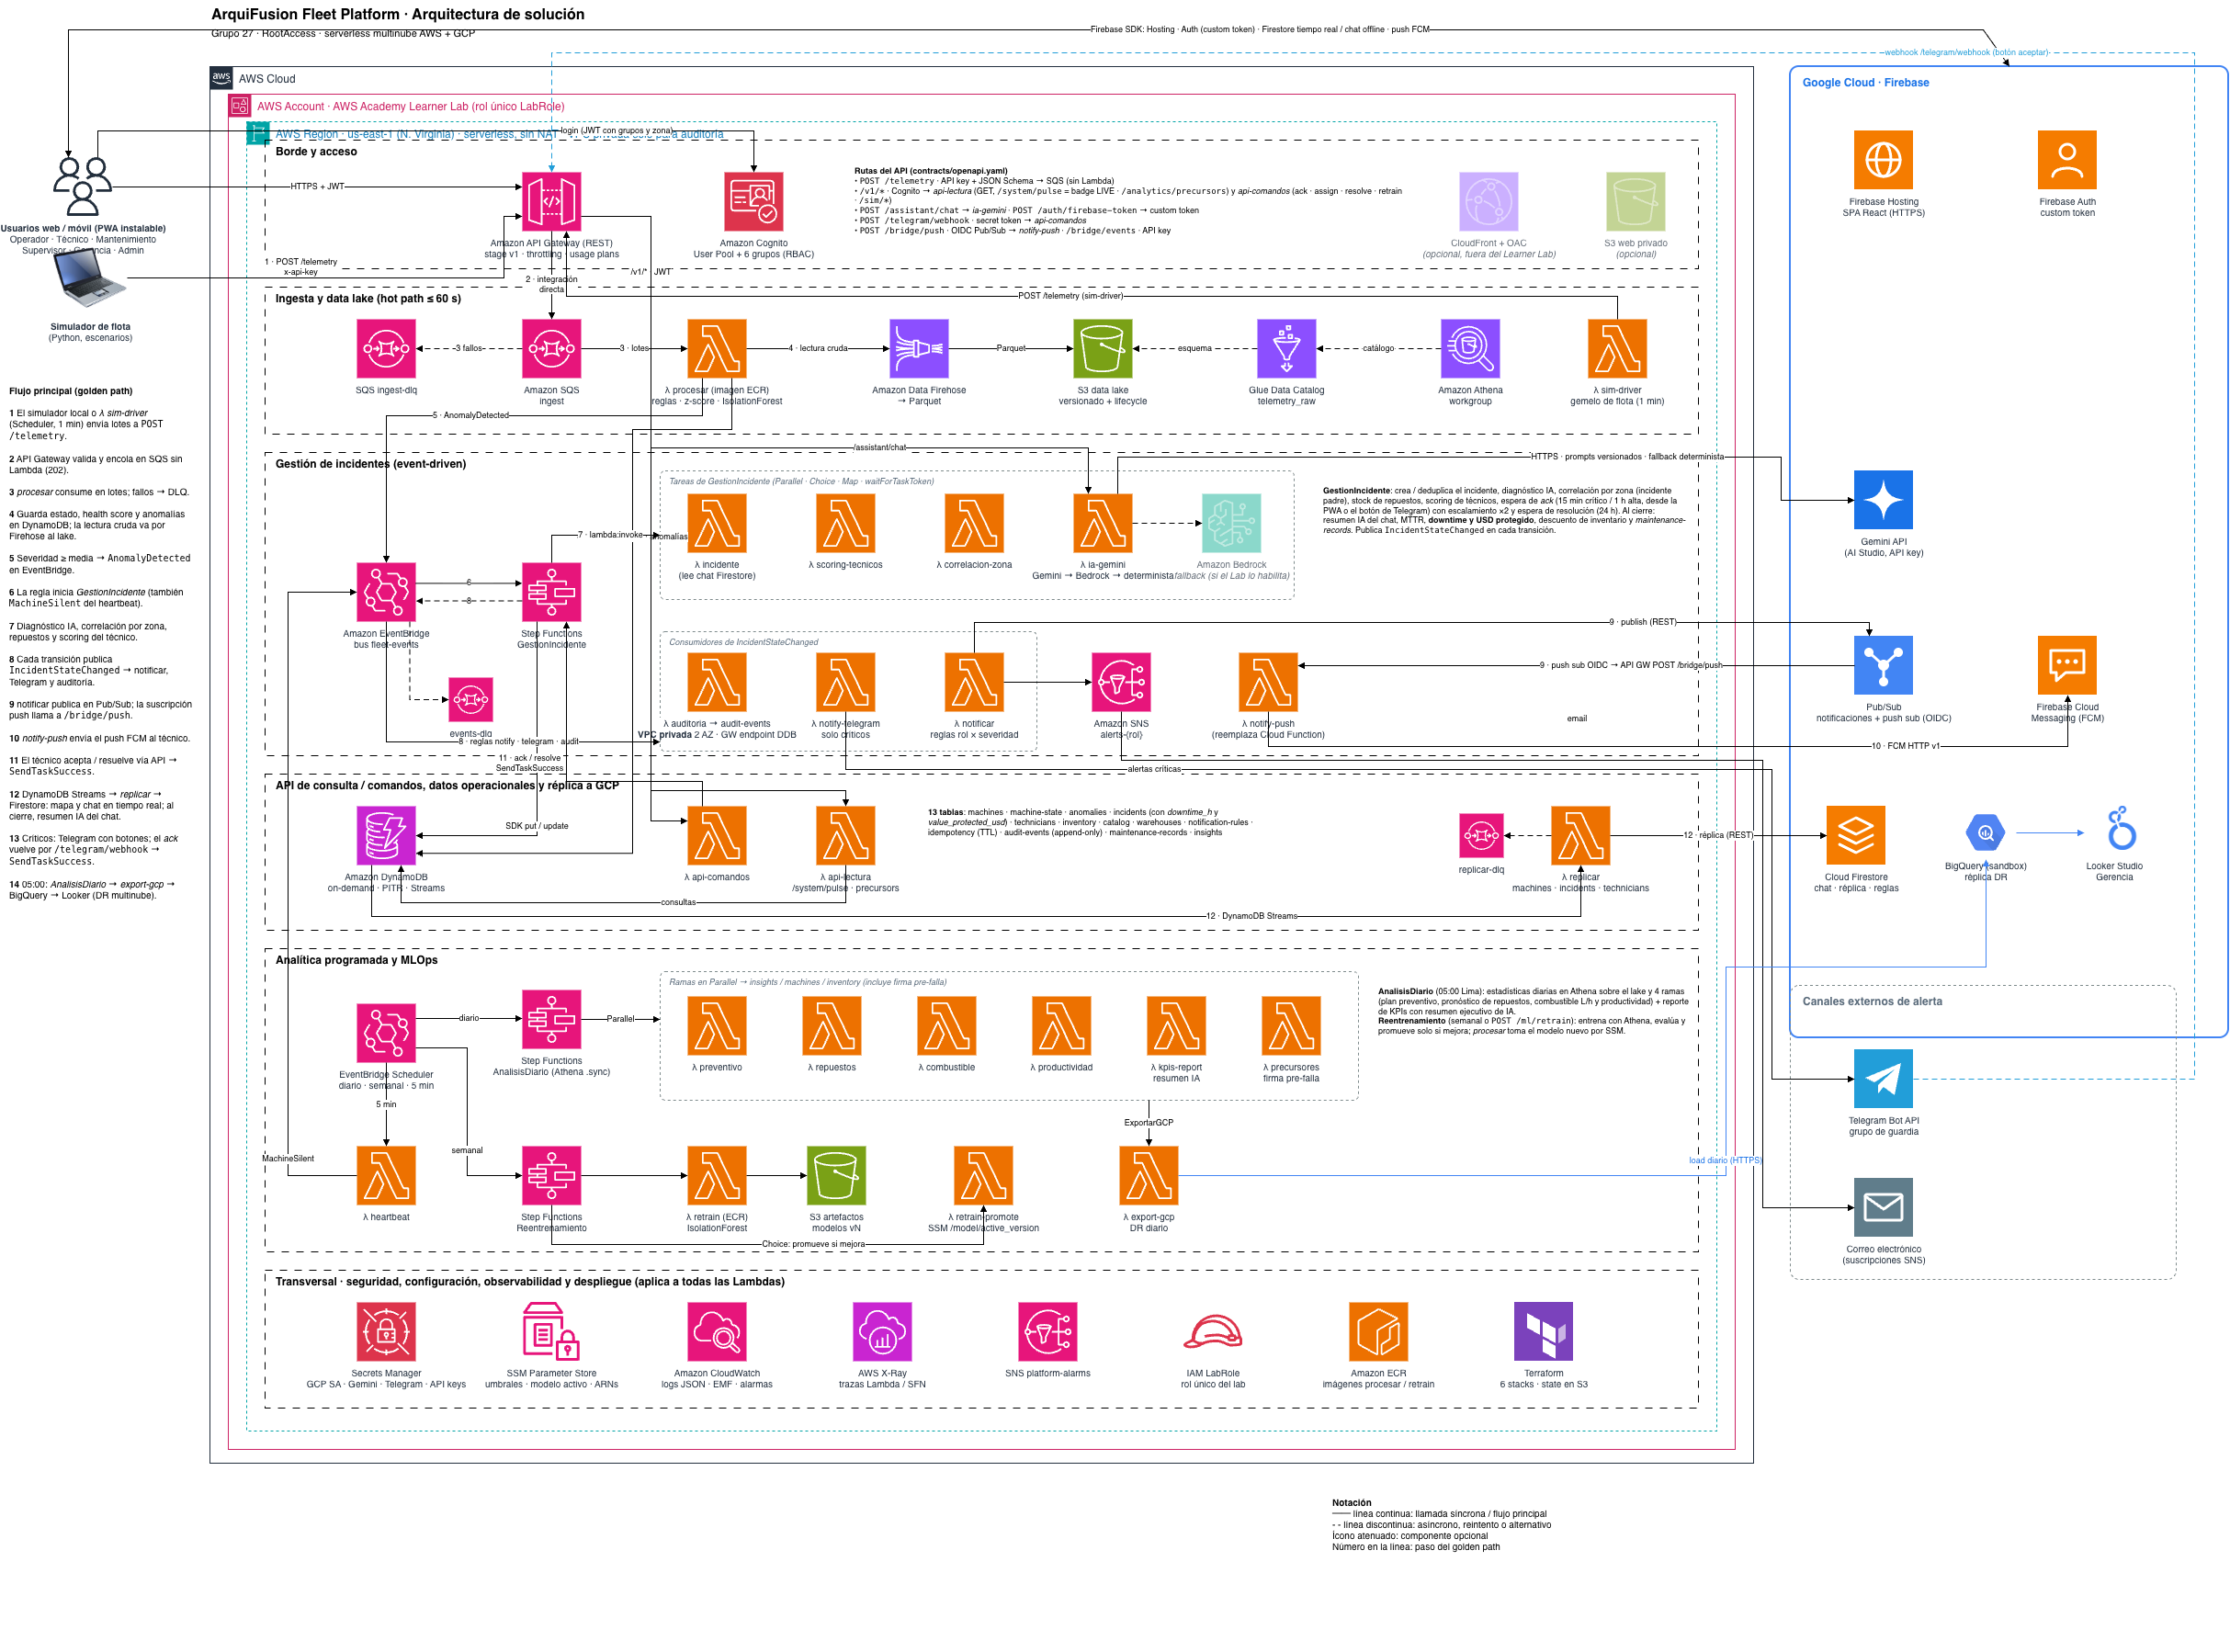 ArquiFusion Fleet Platform · Arquitectura de solución
Grupo 27 · RootAccess · serverless multinube AWS + GCP
Firebase SDK: Hosting · Auth (custom token) · Firestore tiempo real / chat offline · push FCM
webhook /telegram/webhook (botón aceptar)
AWS Cloud
AWS Account · AWS Academy Learner Lab (rol único LabRole)
AWS Region · us-east-1 (N. Virginia) · serverless, sin NAT
login (JWT con grupos y zona)
Google Cloud · Firebase
Borde y acceso
HTTPS + JWT
Usuarios web / móvil (PWA instalable)
Operador · Técnico · Mantenimiento
Supervisor · Gerencia · Admin
Simulador de flota
(Python, escenarios)
1 · POST /telemetry
x-api-key
Amazon API Gateway (REST)
stage v1 · throttling · usage plans
Amazon Cognito
User Pool + 6 grupos (RBAC)
Rutas del API (contracts/openapi.yaml)
• POST /telemetry · API key + JSON Schema → SQS (sin Lambda)
• /v1/* · Cognito → api-lectura (GET, /system/pulse = badge LIVE · /analytics/precursors) y api-comandos (ack · assign · resolve · retrain
· /sim/*)
• POST /assistant/chat → ia-gemini · POST /auth/firebase-token → custom token
• POST /telegram/webhook · secret token → api-comandos
• POST /bridge/push · OIDC Pub/Sub → notify-push · /bridge/events · API key
CloudFront + OAC
(opcional, fuera del Learner Lab)
S3 web privado
(opcional)
Firebase Hosting
SPA React (HTTPS)
Firebase Auth
custom token
2 · integración
directa
/v1/* JWT
Ingesta y data lake (hot path ≤ 60 s)
POST /telemetry (sim-driver)
3 fallos
3 · lotes
4 · lectura cruda
Parquet
esquema
catálogo
SQS ingest-dlq
Amazon SQS
ingest
λ procesar (imagen ECR)
reglas · z-score · IsolationForest
Amazon Data Firehose
→ Parquet
S3 data lake
versionado + lifecycle
Glue Data Catalog
telemetry_raw
Amazon Athena
workgroup
λ sim-driver
gemelo de flota (1 min)
5 · AnomalyDetected
Flujo principal (golden path)
1 El simulador local o λ sim-driver
(Scheduler, 1 min) envía lotes a POST
/telemetry.
2 API Gateway valida y encola en SQS sin
Lambda (202).
3 procesar consume en lotes; fallos → DLQ.
4 Guarda estado, health score y anomalías
en DynamoDB; la lectura cruda va por
Firehose al lake.
5 Severidad ≥ media → AnomalyDetected
en EventBridge.
6 La regla inicia GestionIncidente (también
MachineSilent del heartbeat).
7 Diagnóstico IA, correlación por zona,
repuestos y scoring del técnico.
8 Cada transición publica
IncidentStateChanged → notificar,
Telegram y auditoría.
9 notificar publica en Pub/Sub; la suscripción
push llama a /bridge/push.
10 notify-push envía el push FCM al técnico.
11 El técnico acepta / resuelve vía API →
SendTaskSuccess.
12 DynamoDB Streams → replicar →
Firestore: mapa y chat en tiempo real; al
cierre, resumen IA del chat.
13 Críticos: Telegram con botones; el ack
vuelve por /telegram/webhook →
SendTaskSuccess.
14 05:00: AnalisisDiario → export-gcp →
BigQuery → Looker (DR multinube).
Gestión de incidentes (event-driven)
/assistant/chat
HTTPS · prompts versionados · fallback determinista
Tareas de GestionIncidente (Parallel · Choice · Map · waitForTaskToken)
7 · lambda:invoke
anomalías
λ incidente
(lee chat Firestore)
λ scoring-tecnicos
λ correlacion-zona
λ ia-gemini
Gemini → Bedrock → determinista
Amazon Bedrock
fallback (si el Lab lo habilita)
GestionIncidente: crea / deduplica el incidente, diagnóstico IA, correlación por zona (incidente
padre), stock de repuestos, scoring de técnicos, espera de ack (15 min crítico / 1 h alta, desde la
PWA o el botón de Telegram) con escalamiento ×2 y espera de resolución (24 h). Al cierre:
resumen IA del chat, MTTR, downtime y USD protegido, descuento de inventario y maintenance-
records. Publica IncidentStateChanged en cada transición.
Gemini API
(AI Studio, API key)
6
8
Amazon EventBridge
bus fleet-events
Step Functions
GestionIncidente
events-dlq
Consumidores de IncidentStateChanged
9 · publish (REST)
9 · push sub OIDC → API GW POST /bridge/push
λ auditoria → audit-events
VPC privada 2 AZ · GW endpoint DDB
λ notify-telegram
solo críticos
λ notificar
reglas rol × severidad
Amazon SNS
alerts-{rol}
λ notify-push
(reemplaza Cloud Function)
email
Pub/Sub
notificaciones + push sub (OIDC)
Firebase Cloud
Messaging (FCM)
8 · reglas notify · telegram · audit
10 · FCM HTTP v1
11 · ack / resolve
SendTaskSuccess
alertas críticas
API de consulta / comandos, datos operacionales y réplica a GCP
SDK put / update
Amazon DynamoDB
on-demand · PITR · Streams
λ api-comandos
λ api-lectura
/system/pulse · precursors
13 tablas: machines · machine-state · anomalies · incidents (con downtime_h y
value_protected_usd) · technicians · inventory · catalog · warehouses · notification-rules ·
idempotency (TTL) · audit-events (append-only) · maintenance-records · insights
replicar-dlq
λ replicar
machines · incidents · technicians
12 · réplica (REST)
Cloud Firestore
chat · réplica · reglas
BigQuery (sandbox)
réplica DR
Looker Studio
Gerencia
consultas
12 · DynamoDB Streams
Analítica programada y MLOps
Ramas en Parallel → insights / machines / inventory (incluye firma pre-falla)
diario
Parallel
EventBridge Scheduler
diario · semanal · 5 min
Step Functions
AnalisisDiario (Athena .sync)
λ preventivo
λ repuestos
λ combustible
λ productividad
λ kpis-report
resumen IA
λ precursores
firma pre-falla
AnalisisDiario (05:00 Lima): estadísticas diarias en Athena sobre el lake y 4 ramas
(plan preventivo, pronóstico de repuestos, combustible L/h y productividad) + reporte
de KPIs con resumen ejecutivo de IA.
Reentrenamiento (semanal o POST /ml/retrain): entrena con Athena, evalúa y
promueve solo si mejora; procesar toma el modelo nuevo por SSM.
Canales externos de alerta
5 min
semanal
ExportarGCP
MachineSilent
load diario (HTTPS)
λ heartbeat
Step Functions
Reentrenamiento
λ retrain (ECR)
IsolationForest
S3 artefactos
modelos vN
λ retrain-promote
SSM /model/active_version
λ export-gcp
DR diario
Choice: promueve si mejora
Telegram Bot API
grupo de guardia
Correo electrónico
(suscripciones SNS)
Transversal · seguridad, configuración, observabilidad y despliegue (aplica a todas las Lambdas)
Secrets Manager
GCP SA · Gemini · Telegram · API keys
SSM Parameter Store
umbrales · modelo activo · ARNs
Amazon CloudWatch
logs JSON · EMF · alarmas
AWS X-Ray
trazas Lambda / SFN
SNS platform-alarms
IAM LabRole
rol único del lab
Amazon ECR
imágenes procesar / retrain
Terraform
6 stacks · state en S3
Notación
── línea continua: llamada síncrona / flujo principal
- - línea discontinua: asíncrono, reintento o alternativo
Ícono atenuado: componente opcional
Número en la línea: paso del golden path